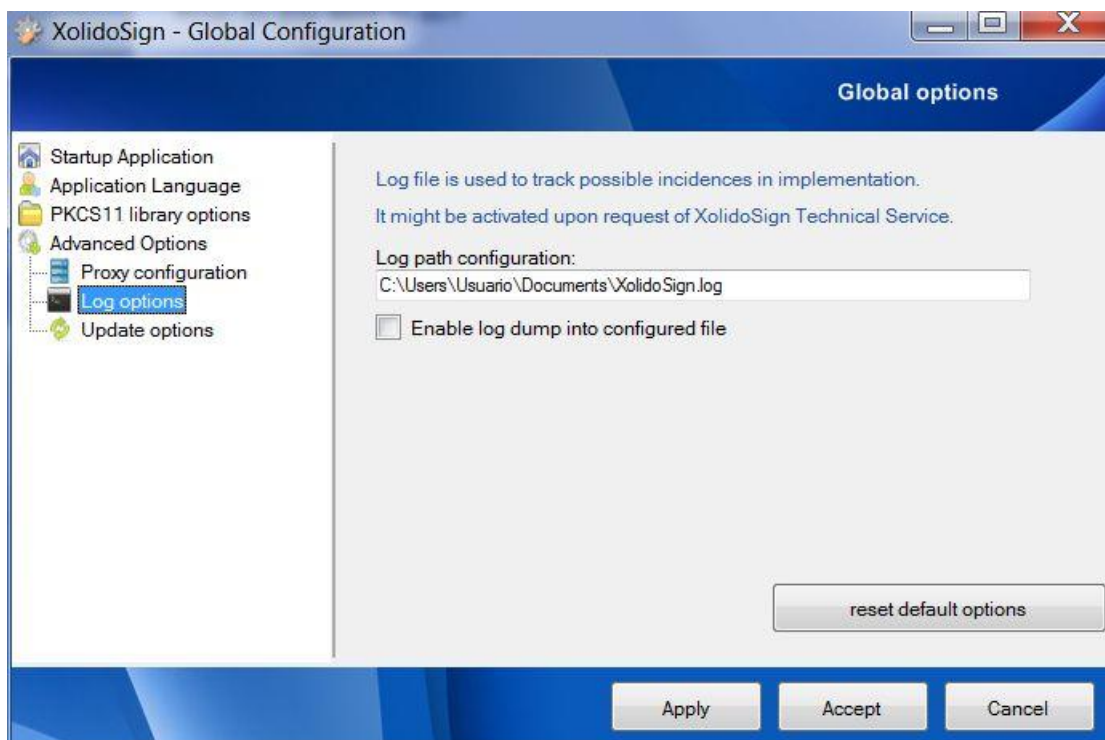 XolidoSign - Global Configuration
Global options
Startup Application
Application Language
PKCS11 library options
Advanced Options
Proxy configuration
Log options
Update options
Log file is used to track possible incidences in implementation.
It might be activated upon request of XolidoSign Technical Service.
Log path configuration:
C:\Users\Usuario\Documents\XolidoSign.log
Enable log dump into configured file
reset default options
Apply
Accept
Cancel